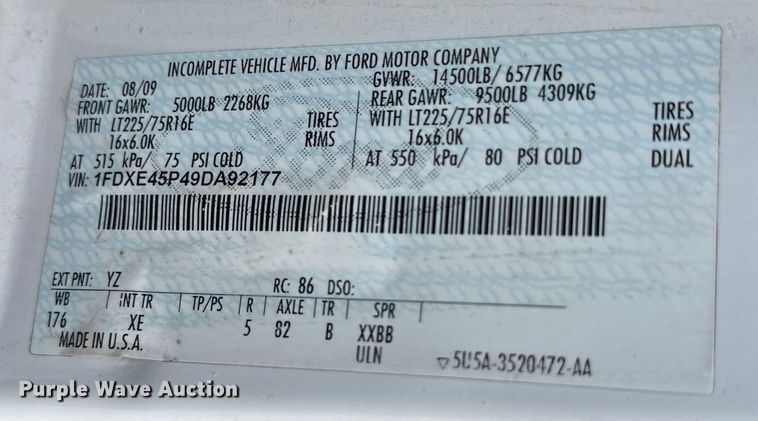 INCOMPLETE VEHICLE MFD. BY FORD MOTOR COMPANY
DATE: 08/09 GVWR: 14500LB/ 6577KG
FRONT GAWR: 5000LB 2268KG REAR GAWR: 9500LB 4309KG
WITH LT225/75R16E TIRES WITH LT225/75R16E TIRES
16x6.0K RIMS 16x6.0K RIMS
AT 515 kPa/ 75 PSI COLD AT 550 kPa/ 80 PSI COLD DUAL
VIN: 1FDXE45P49DA92177
EXT PNT: YZ RC: 86 DSO:
WB INT TR TP/PS R AXLE TR SPR
176 XE 5 82 B XXBB
MADE IN U.S.A. ULN ▽5U5A-3520472-AA
Purple Wave Auction